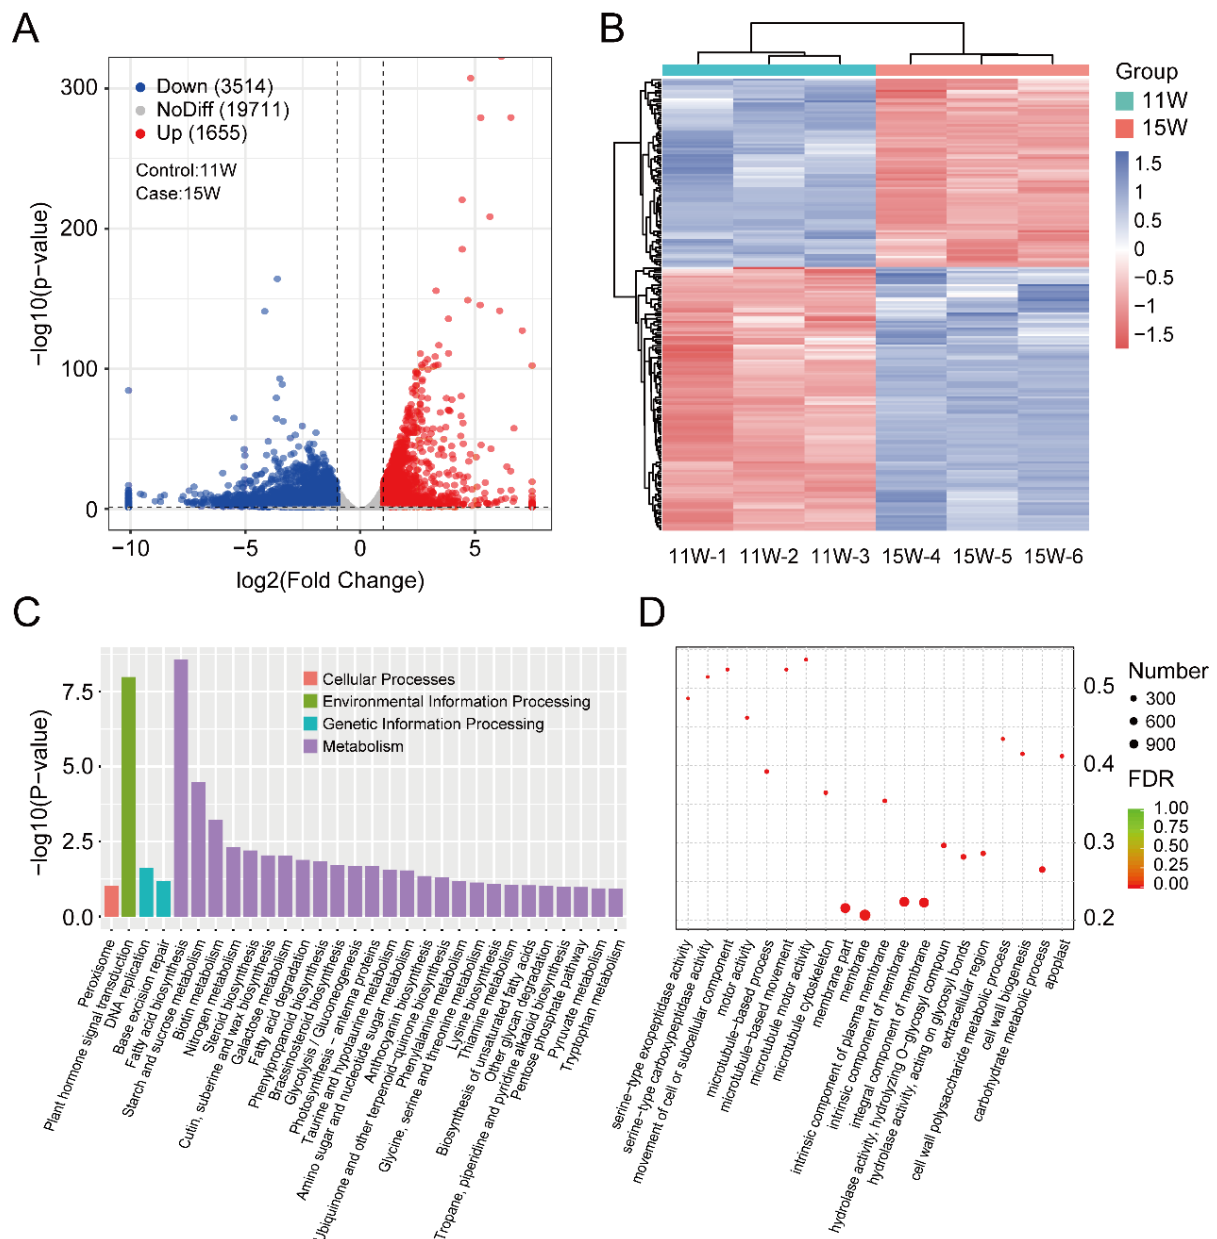 A
−log10(p−value)
300
200
100
0
Down (3514)
NoDiff (19711)
Up (1655)
Control:11W
Case:15W
−10
−5
0
5
log2(Fold Change)
B
Group
11W
15W
1.5
1
0.5
0
−0.5
−1
−1.5
11W-1
11W-2
11W-3
15W-4
15W-5
15W-6
C
−log10(P−value)
7.5
5.0
2.5
0.0
Cellular Processes
Environmental Information Processing
Genetic Information Processing
Metabolism
Peroxisome
Plant hormone signal transduction
DNA replication
Base excision repair
Fatty acid biosynthesis
Starch and sucrose metabolism
Biotin metabolism
Nitrogen metabolism
Steroid biosynthesis
Cutin, suberine and wax biosynthesis
Galactose metabolism
Fatty acid degradation
Phenylpropanoid biosynthesis
Brassinosteroid biosynthesis
Glycolysis / Gluconeogenesis
Photosynthesis − antenna proteins
Taurine and hypotaurine metabolism
Amino sugar and nucleotide sugar metabolism
Anthocyanin biosynthesis
Ubiquinone and other terpenoid−quinone biosynthesis
Phenylalanine metabolism
Glycine, serine and threonine metabolism
Lysine biosynthesis
Thiamine metabolism
Biosynthesis of unsaturated fatty acids
Other glycan degradation
Tropane, piperidine and pyridine alkaloid biosynthesis
Pentose phosphate pathway
Pyruvate metabolism
Tryptophan metabolism
D
0.5
0.4
0.3
0.2
Number
300
600
900
FDR
1.00
0.75
0.50
0.25
0.00
serine−type exopeptidase activity
serine−type carboxypeptidase activity
movement of cell or subcellular component
motor activity
microtubule−based process
microtubule−based movement
microtubule motor activity
microtubule cytoskeleton
membrane part
membrane
intrinsic component of plasma membrane
intrinsic component of membrane
integral component of membrane
hydrolase activity, hydrolyzing O−glycosyl compoun
hydrolase activity, acting on glycosyl bonds
extracellular region
cell wall polysaccharide metabolic process
cell wall biogenesis
carbohydrate metabolic process
apoplast